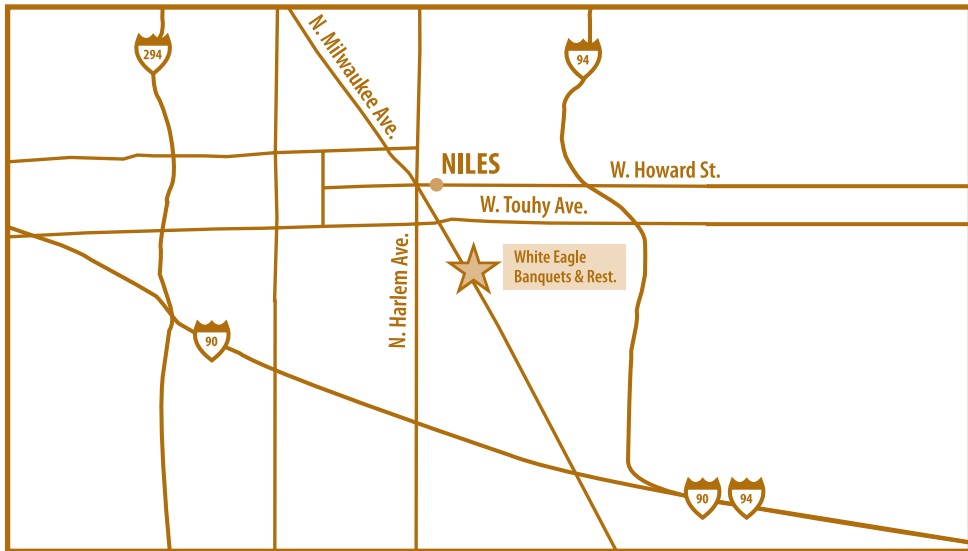 294
N. Milwaukee Ave.
94
NILES
W. Howard St.
W. Touhy Ave.
N. Harlem Ave.
White Eagle
Banquets & Rest.
90
90
94